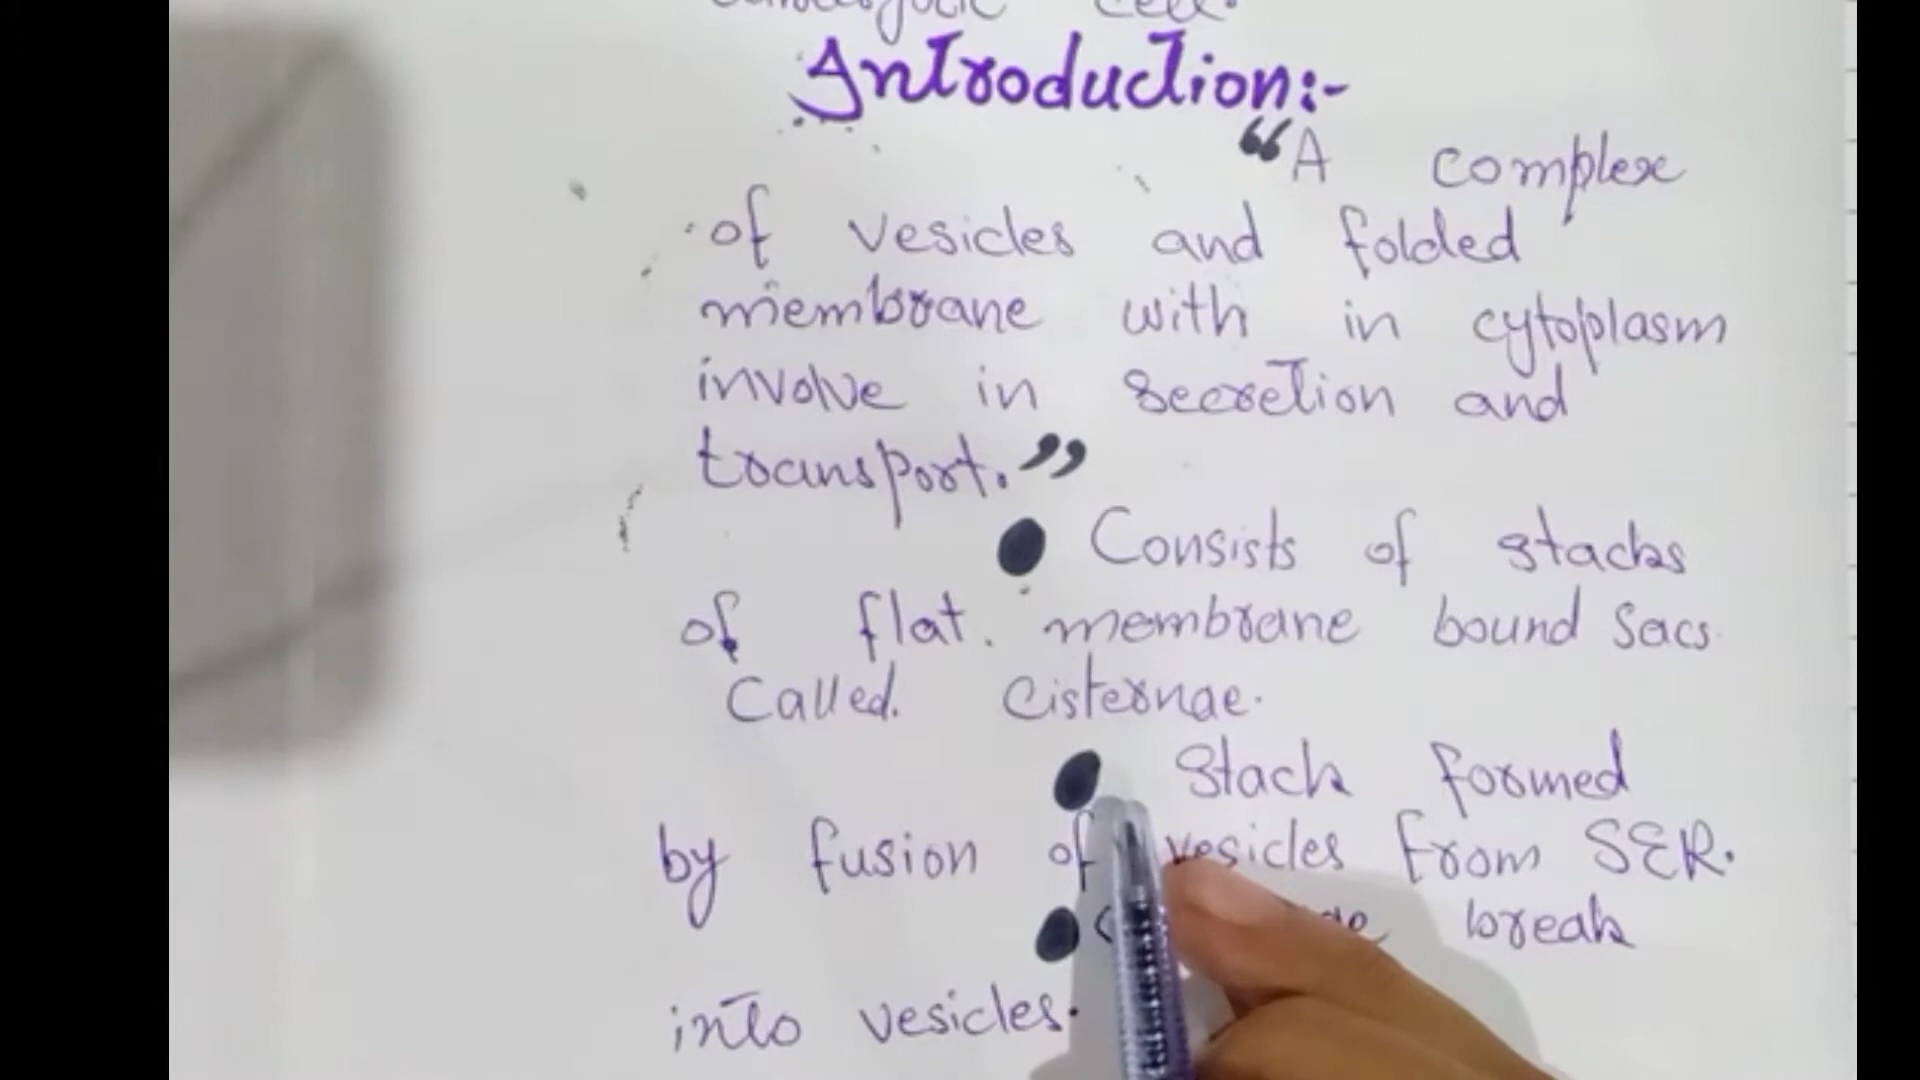 cell.
Introduction:-
“A complex
of vesicles and folded
membrane with in cytoplasm
involve in secretion and
transport.”
● Consists of stacks
of flat. membrane bound sacs
Called. Cisternae.
● Stack formed
by fusion of vesicles from SER.
● break
into vesicles.